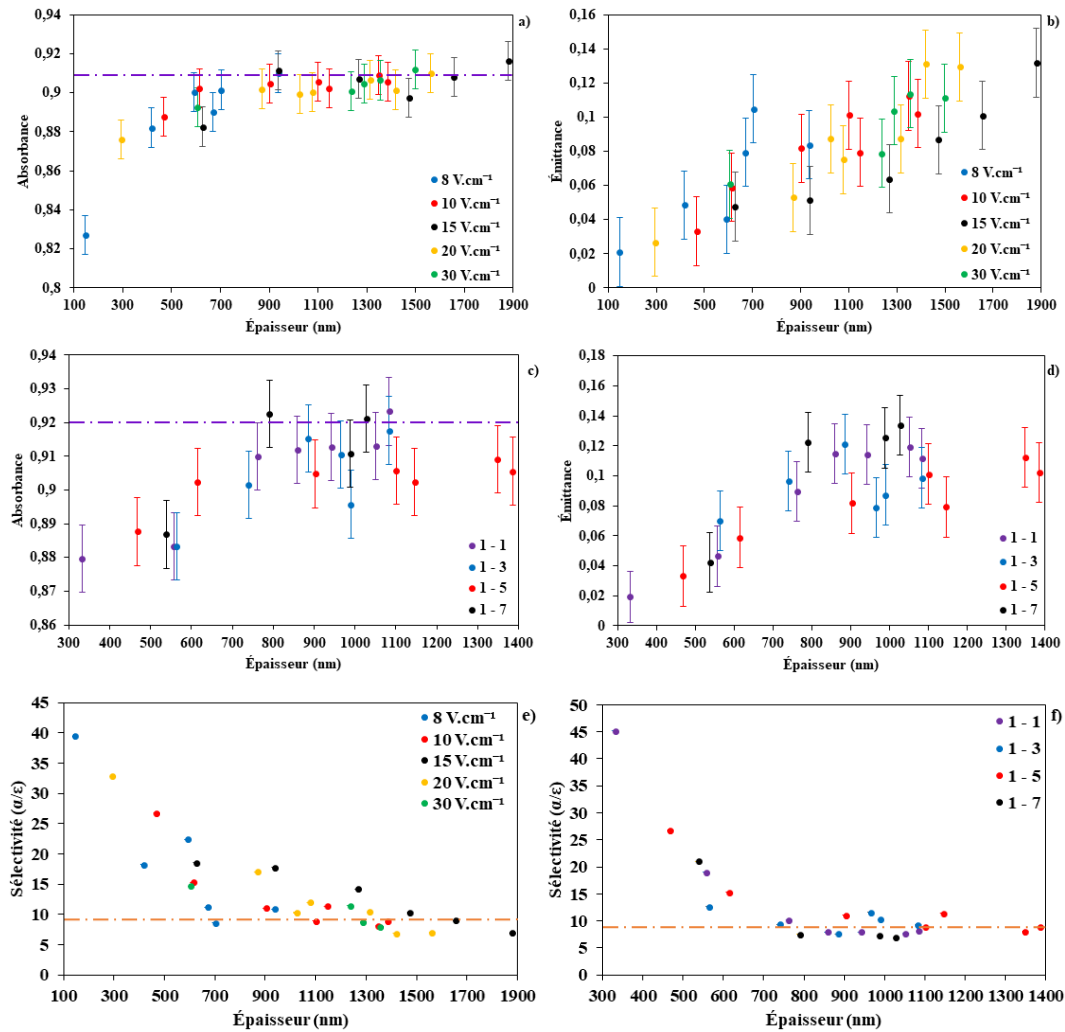 a)
0,94
0,92
0,9
0,88
0,86
0,84
0,82
0,8
Absorbance
8 V.cm⁻¹
10 V.cm⁻¹
15 V.cm⁻¹
20 V.cm⁻¹
30 V.cm⁻¹
100 300 500 700 900 1100 1300 1500 1700 1900
Épaisseur (nm)
b)
0,16
0,14
0,12
0,1
0,08
0,06
0,04
0,02
0
Émittance
8 V.cm⁻¹
10 V.cm⁻¹
15 V.cm⁻¹
20 V.cm⁻¹
30 V.cm⁻¹
100 300 500 700 900 1100 1300 1500 1700 1900
Épaisseur (nm)
c)
0,94
0,93
0,92
0,91
0,9
0,89
0,88
0,87
0,86
Absorbance
1 - 1
1 - 3
1 - 5
1 - 7
300 400 500 600 700 800 900 1000 1100 1200 1300 1400
Épaisseur (nm)
d)
0,18
0,16
0,14
0,12
0,1
0,08
0,06
0,04
0,02
0
Émittance
1 - 1
1 - 3
1 - 5
1 - 7
300 400 500 600 700 800 900 1000 1100 1200 1300 1400
Épaisseur (nm)
e)
45
40
35
30
25
20
15
10
5
0
Sélectivité (α/ε)
8 V.cm⁻¹
10 V.cm⁻¹
15 V.cm⁻¹
20 V.cm⁻¹
30 V.cm⁻¹
100 300 500 700 900 1100 1300 1500 1700 1900
Épaisseur (nm)
f)
50
45
40
35
30
25
20
15
10
5
0
Sélectivité (α/ε)
1 - 1
1 - 3
1 - 5
1 - 7
300 400 500 600 700 800 900 1000 1100 1200 1300 1400
Épaisseur (nm)